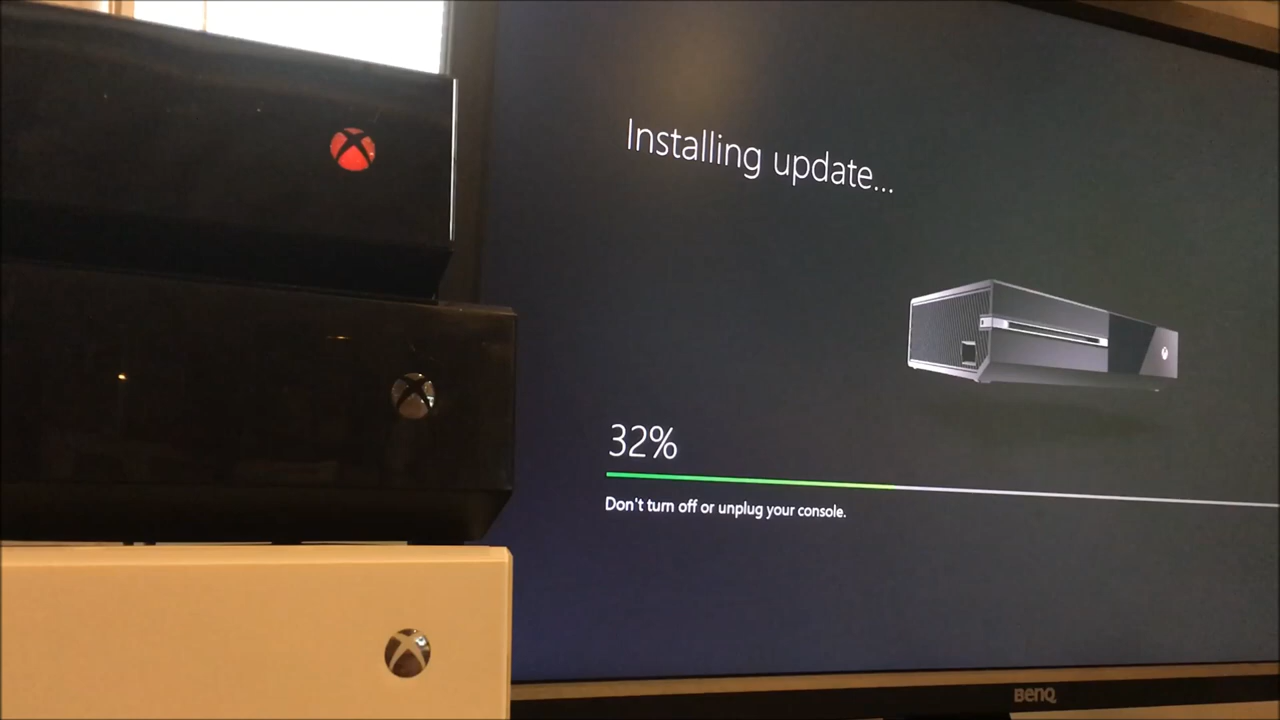 Installing update...
32%
Don't turn off or unplug your console.
BenQ